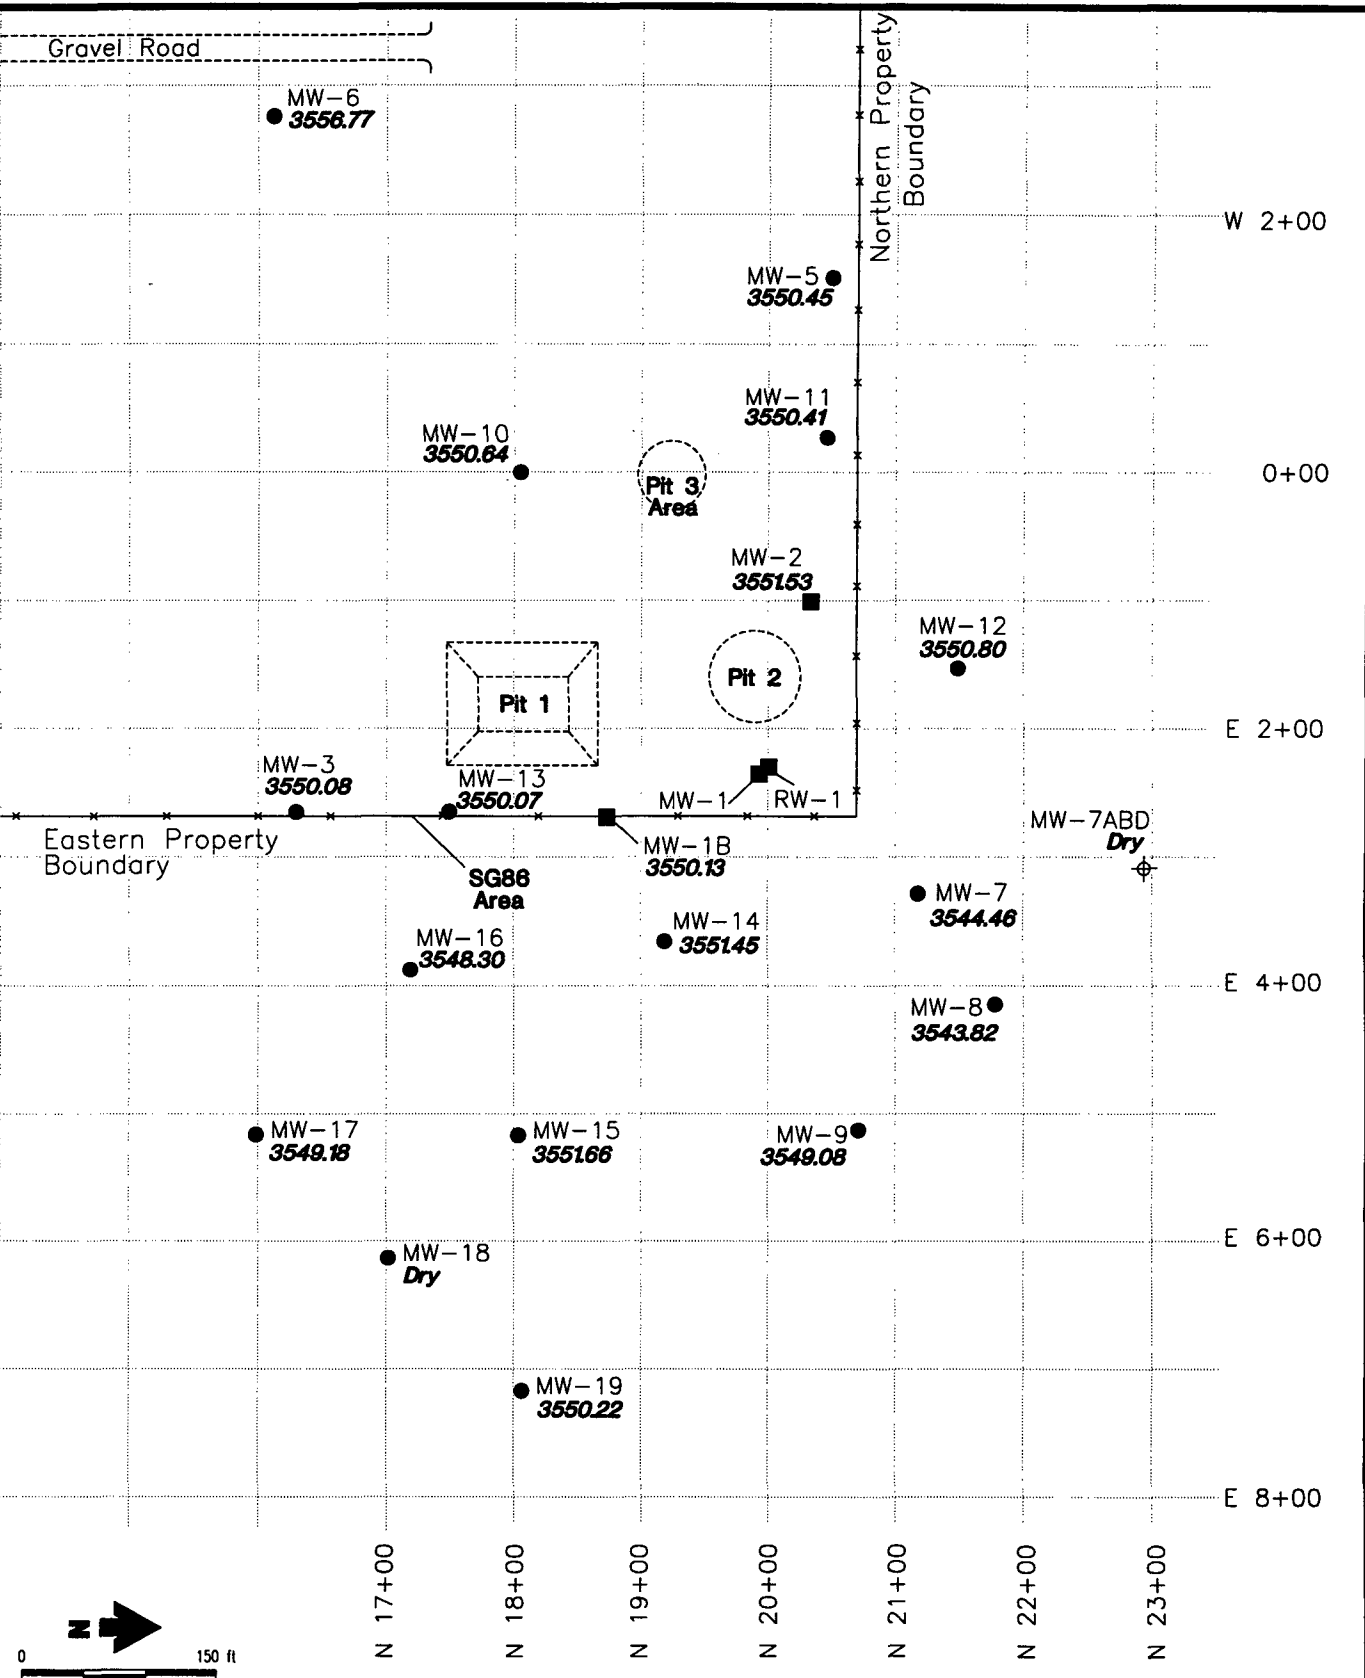 Gravel Road
MW-6
3556.77
Northern Property
Boundary
W 2+00
MW-5
3550.45
MW-11
3550.41
MW-10
3550.64
0+00
Pit 3
Area
MW-2
3551.53
MW-12
3550.80
Pit 2
Pit 1
E 2+00
MW-3
3550.08
MW-13
3550.07
MW-1
RW-1
MW-7ABD
Dry
Eastern Property
Boundary
MW-1B
3550.13
SG86
Area
MW-7
3544.46
MW-14
3551.45
MW-16
3548.30
E 4+00
MW-8
3543.82
MW-17
3549.18
MW-15
3551.66
MW-9
3549.08
E 6+00
MW-18
Dry
MW-19
3550.22
E 8+00
N 17+00
N 18+00
N 19+00
N 20+00
N 21+00
N 22+00
N 23+00
N
0 150 ft